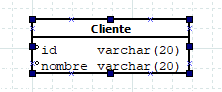 Cliente
id varchar(20)
nombre varchar(20)